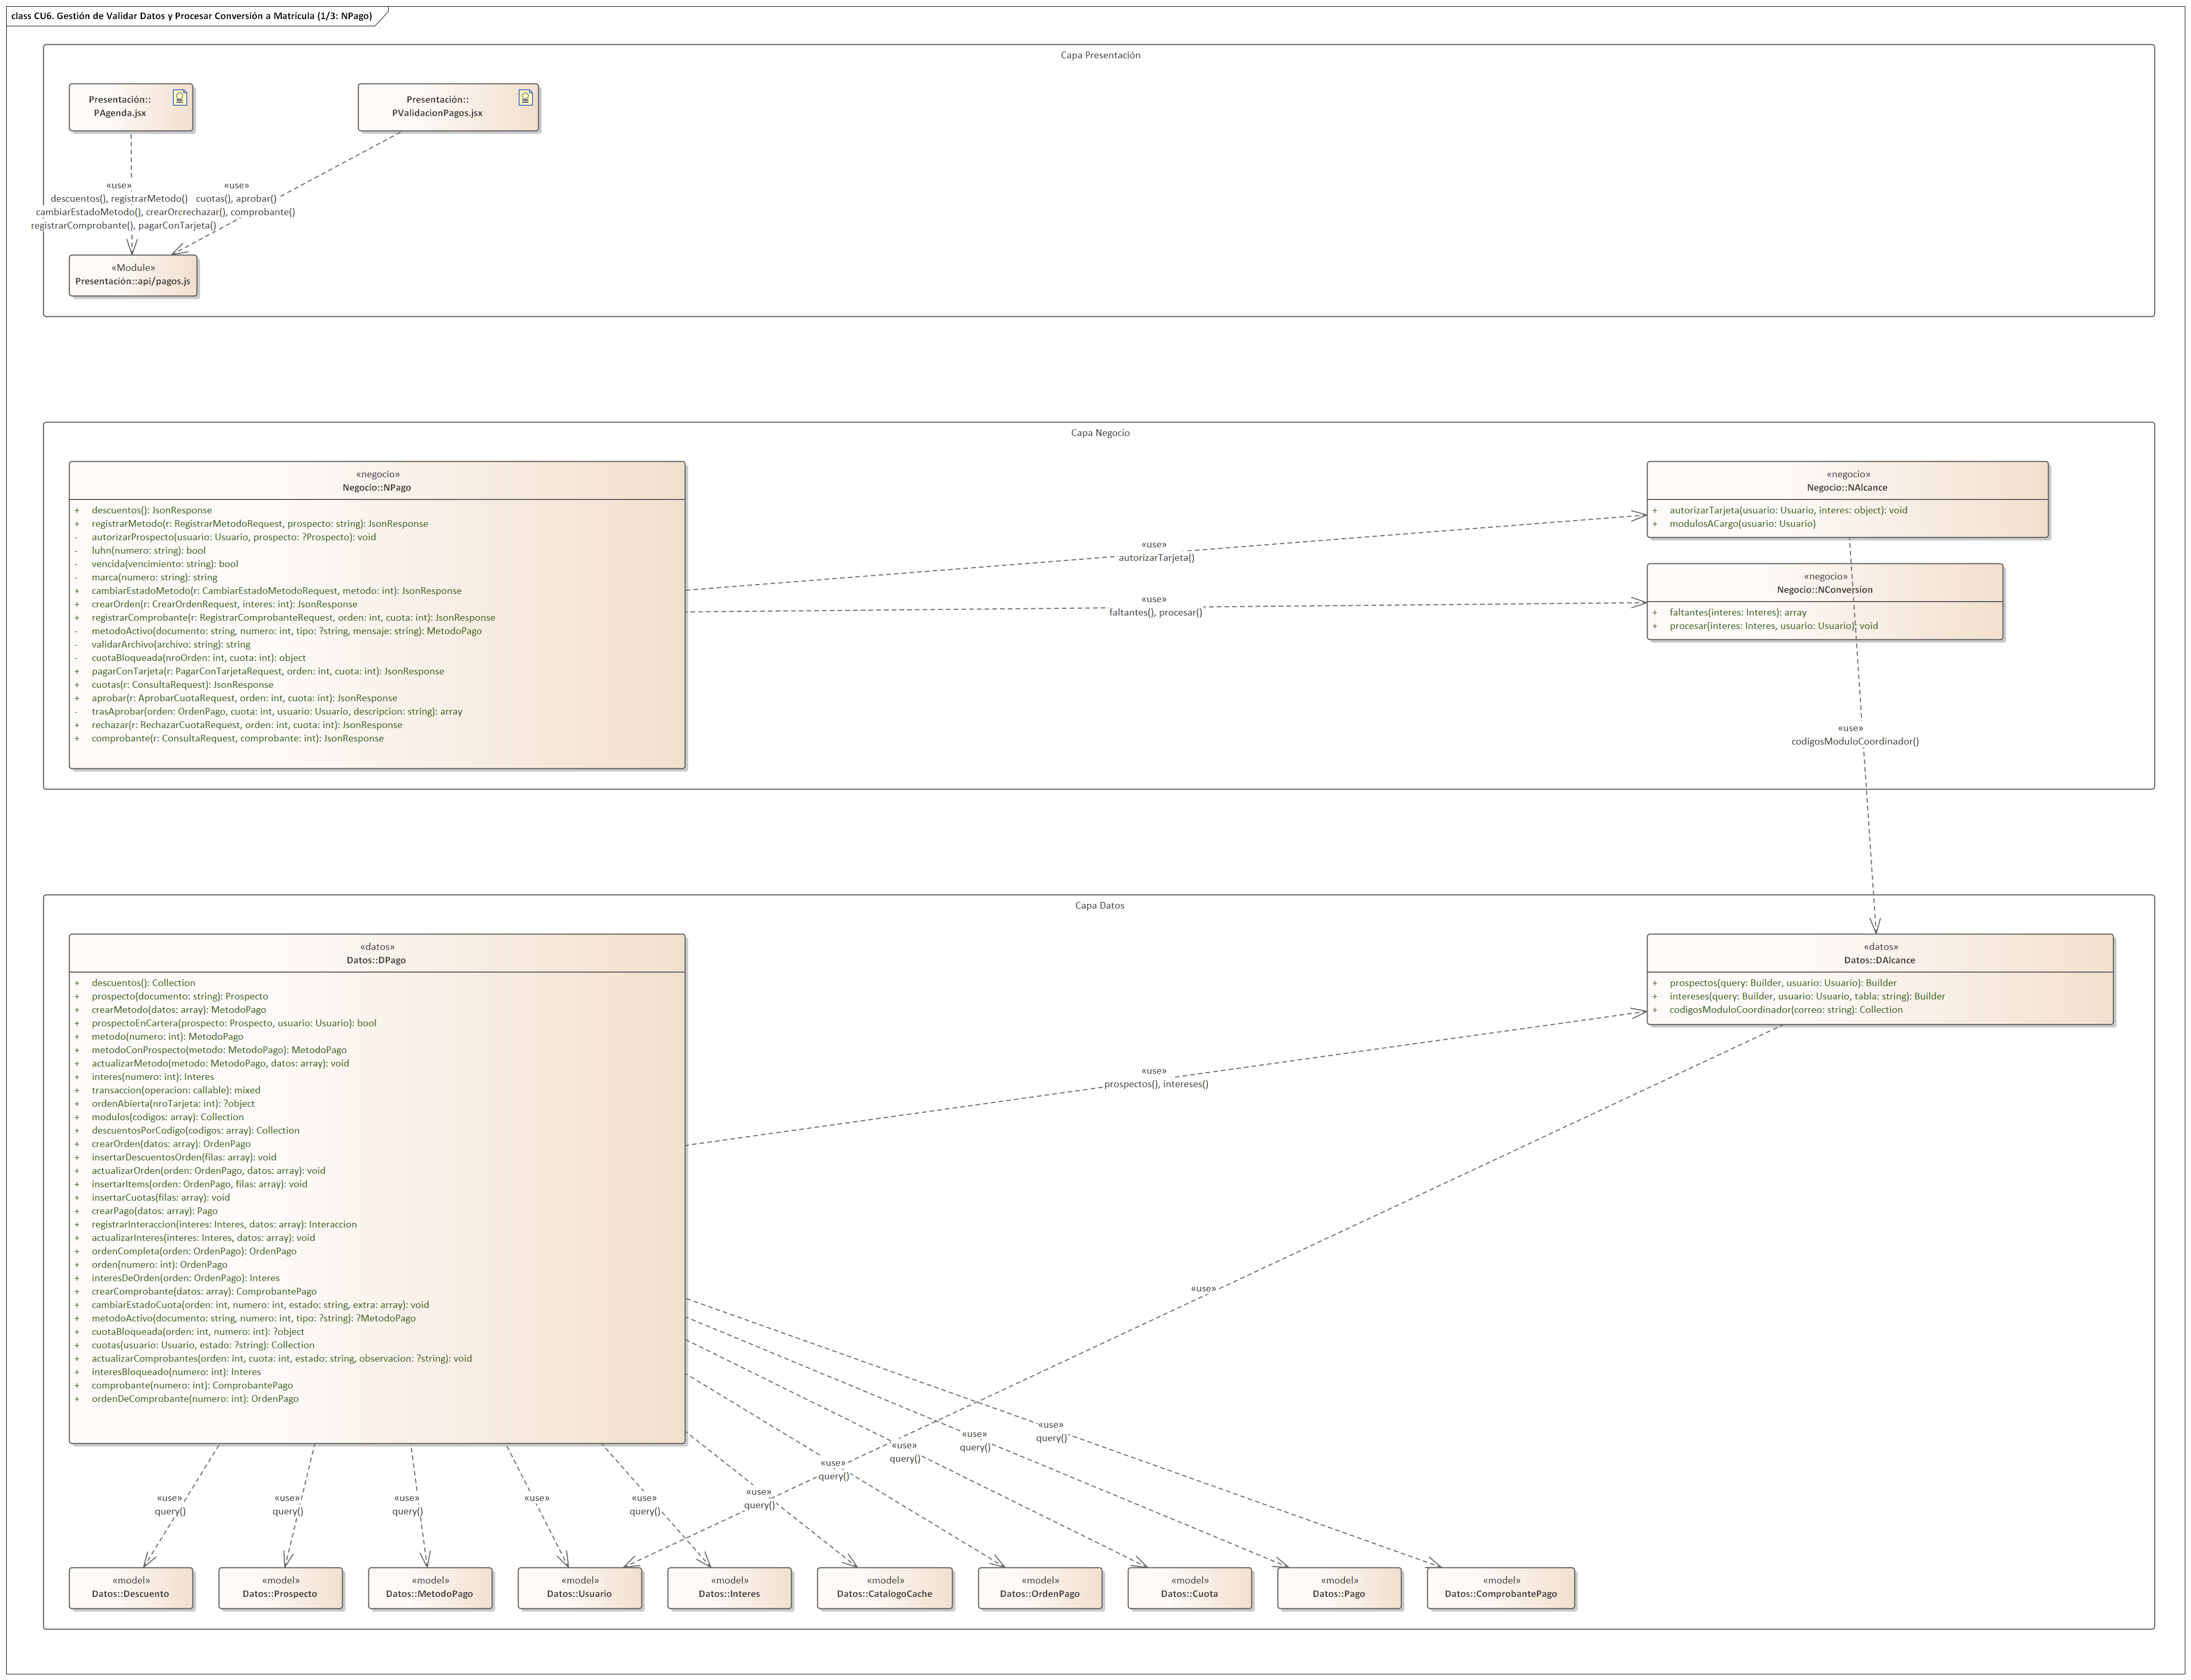 class CU6. Gestión de Validar Datos y Procesar Conversión a Matrícula (1/3: NPago)
Capa Presentación
Presentación::
PAgenda.jsx
Presentación::
PValidacionPagos.jsx
«use»
descuentos(), registrarMetodo()
cambiarEstadoMetodo(), crearOr
registrarComprobante(), pagarConTarjeta()
«use»
cuotas(), aprobar()
rechazar(), comprobante()
«Module»
Presentación::api/pagos.js
Capa Negocio
«negocio»
Negocio::NPago
+ descuentos(): JsonResponse
+ registrarMetodo(r: RegistrarMetodoRequest, prospecto: string): JsonResponse
- autorizarProspecto(usuario: Usuario, prospecto: ?Prospecto): void
- luhn(numero: string): bool
- vencida(vencimiento: string): bool
- marca(numero: string): string
+ cambiarEstadoMetodo(r: CambiarEstadoMetodoRequest, metodo: int): JsonResponse
+ crearOrden(r: CrearOrdenRequest, interes: int): JsonResponse
+ registrarComprobante(r: RegistrarComprobanteRequest, orden: int, cuota: int): JsonResponse
- metodoActivo(documento: string, numero: int, tipo: ?string, mensaje: string): MetodoPago
- validarArchivo(archivo: string): string
- cuotaBloqueada(nroOrden: int, cuota: int): object
+ pagarConTarjeta(r: PagarConTarjetaRequest, orden: int, cuota: int): JsonResponse
+ cuotas(r: ConsultaRequest): JsonResponse
+ aprobar(r: AprobarCuotaRequest, orden: int, cuota: int): JsonResponse
- trasAprobar(orden: OrdenPago, cuota: int, usuario: Usuario, descripcion: string): array
+ rechazar(r: RechazarCuotaRequest, orden: int, cuota: int): JsonResponse
+ comprobante(r: ConsultaRequest, comprobante: int): JsonResponse
«use»
autorizarTarjeta()
«use»
faltantes(), procesar()
«negocio»
Negocio::NAlcance
+ autorizarTarjeta(usuario: Usuario, interes: object): void
+ modulosACargo(usuario: Usuario)
«negocio»
Negocio::NConversion
+ faltantes(interes: Interes): array
+ procesar(interes: Interes, usuario: Usuario): void
«use»
codigosModuloCoordinador()
Capa Datos
«datos»
Datos::DPago
+ descuentos(): Collection
+ prospecto(documento: string): Prospecto
+ crearMetodo(datos: array): MetodoPago
+ prospectoEnCartera(prospecto: Prospecto, usuario: Usuario): bool
+ metodo(numero: int): MetodoPago
+ metodoConProspecto(metodo: MetodoPago): MetodoPago
+ actualizarMetodo(metodo: MetodoPago, datos: array): void
+ interes(numero: int): Interes
+ transaccion(operacion: callable): mixed
+ ordenAbierta(nroTarjeta: int): ?object
+ modulos(codigos: array): Collection
+ descuentosPorCodigo(codigos: array): Collection
+ crearOrden(datos: array): OrdenPago
+ insertarDescuentosOrden(filas: array): void
+ actualizarOrden(orden: OrdenPago, datos: array): void
+ insertarItems(orden: OrdenPago, filas: array): void
+ insertarCuotas(filas: array): void
+ crearPago(datos: array): Pago
+ registrarInteraccion(interes: Interes, datos: array): Interaccion
+ actualizarInteres(interes: Interes, datos: array): void
+ ordenCompleta(orden: OrdenPago): OrdenPago
+ orden(numero: int): OrdenPago
+ interesDeOrden(orden: OrdenPago): Interes
+ crearComprobante(datos: array): ComprobantePago
+ cambiarEstadoCuota(orden: int, numero: int, estado: string, extra: array): void
+ metodoActivo(documento: string, numero: int, tipo: ?string): ?MetodoPago
+ cuotaBloqueada(orden: int, numero: int): ?object
+ cuotas(usuario: Usuario, estado: ?string): Collection
+ actualizarComprobantes(orden: int, cuota: int, estado: string, observacion: ?string): void
+ interesBloqueado(numero: int): Interes
+ comprobante(numero: int): ComprobantePago
+ ordenDeComprobante(numero: int): OrdenPago
«datos»
Datos::DAlcance
+ prospectos(query: Builder, usuario: Usuario): Builder
+ intereses(query: Builder, usuario: Usuario, tabla: string): Builder
+ codigosModuloCoordinador(correo: string): Collection
«use»
prospectos(), intereses()
«use»
«use»
query()
«use»
query()
«use»
query()
«use»
query()
«use»
query()
«use»
query()
«use»
query()
«use»
query()
«use»
«use»
query()
«model»
Datos::Descuento
«model»
Datos::Prospecto
«model»
Datos::MetodoPago
«model»
Datos::Usuario
«model»
Datos::Interes
«model»
Datos::CatalogoCache
«model»
Datos::OrdenPago
«model»
Datos::Cuota
«model»
Datos::Pago
«model»
Datos::ComprobantePago